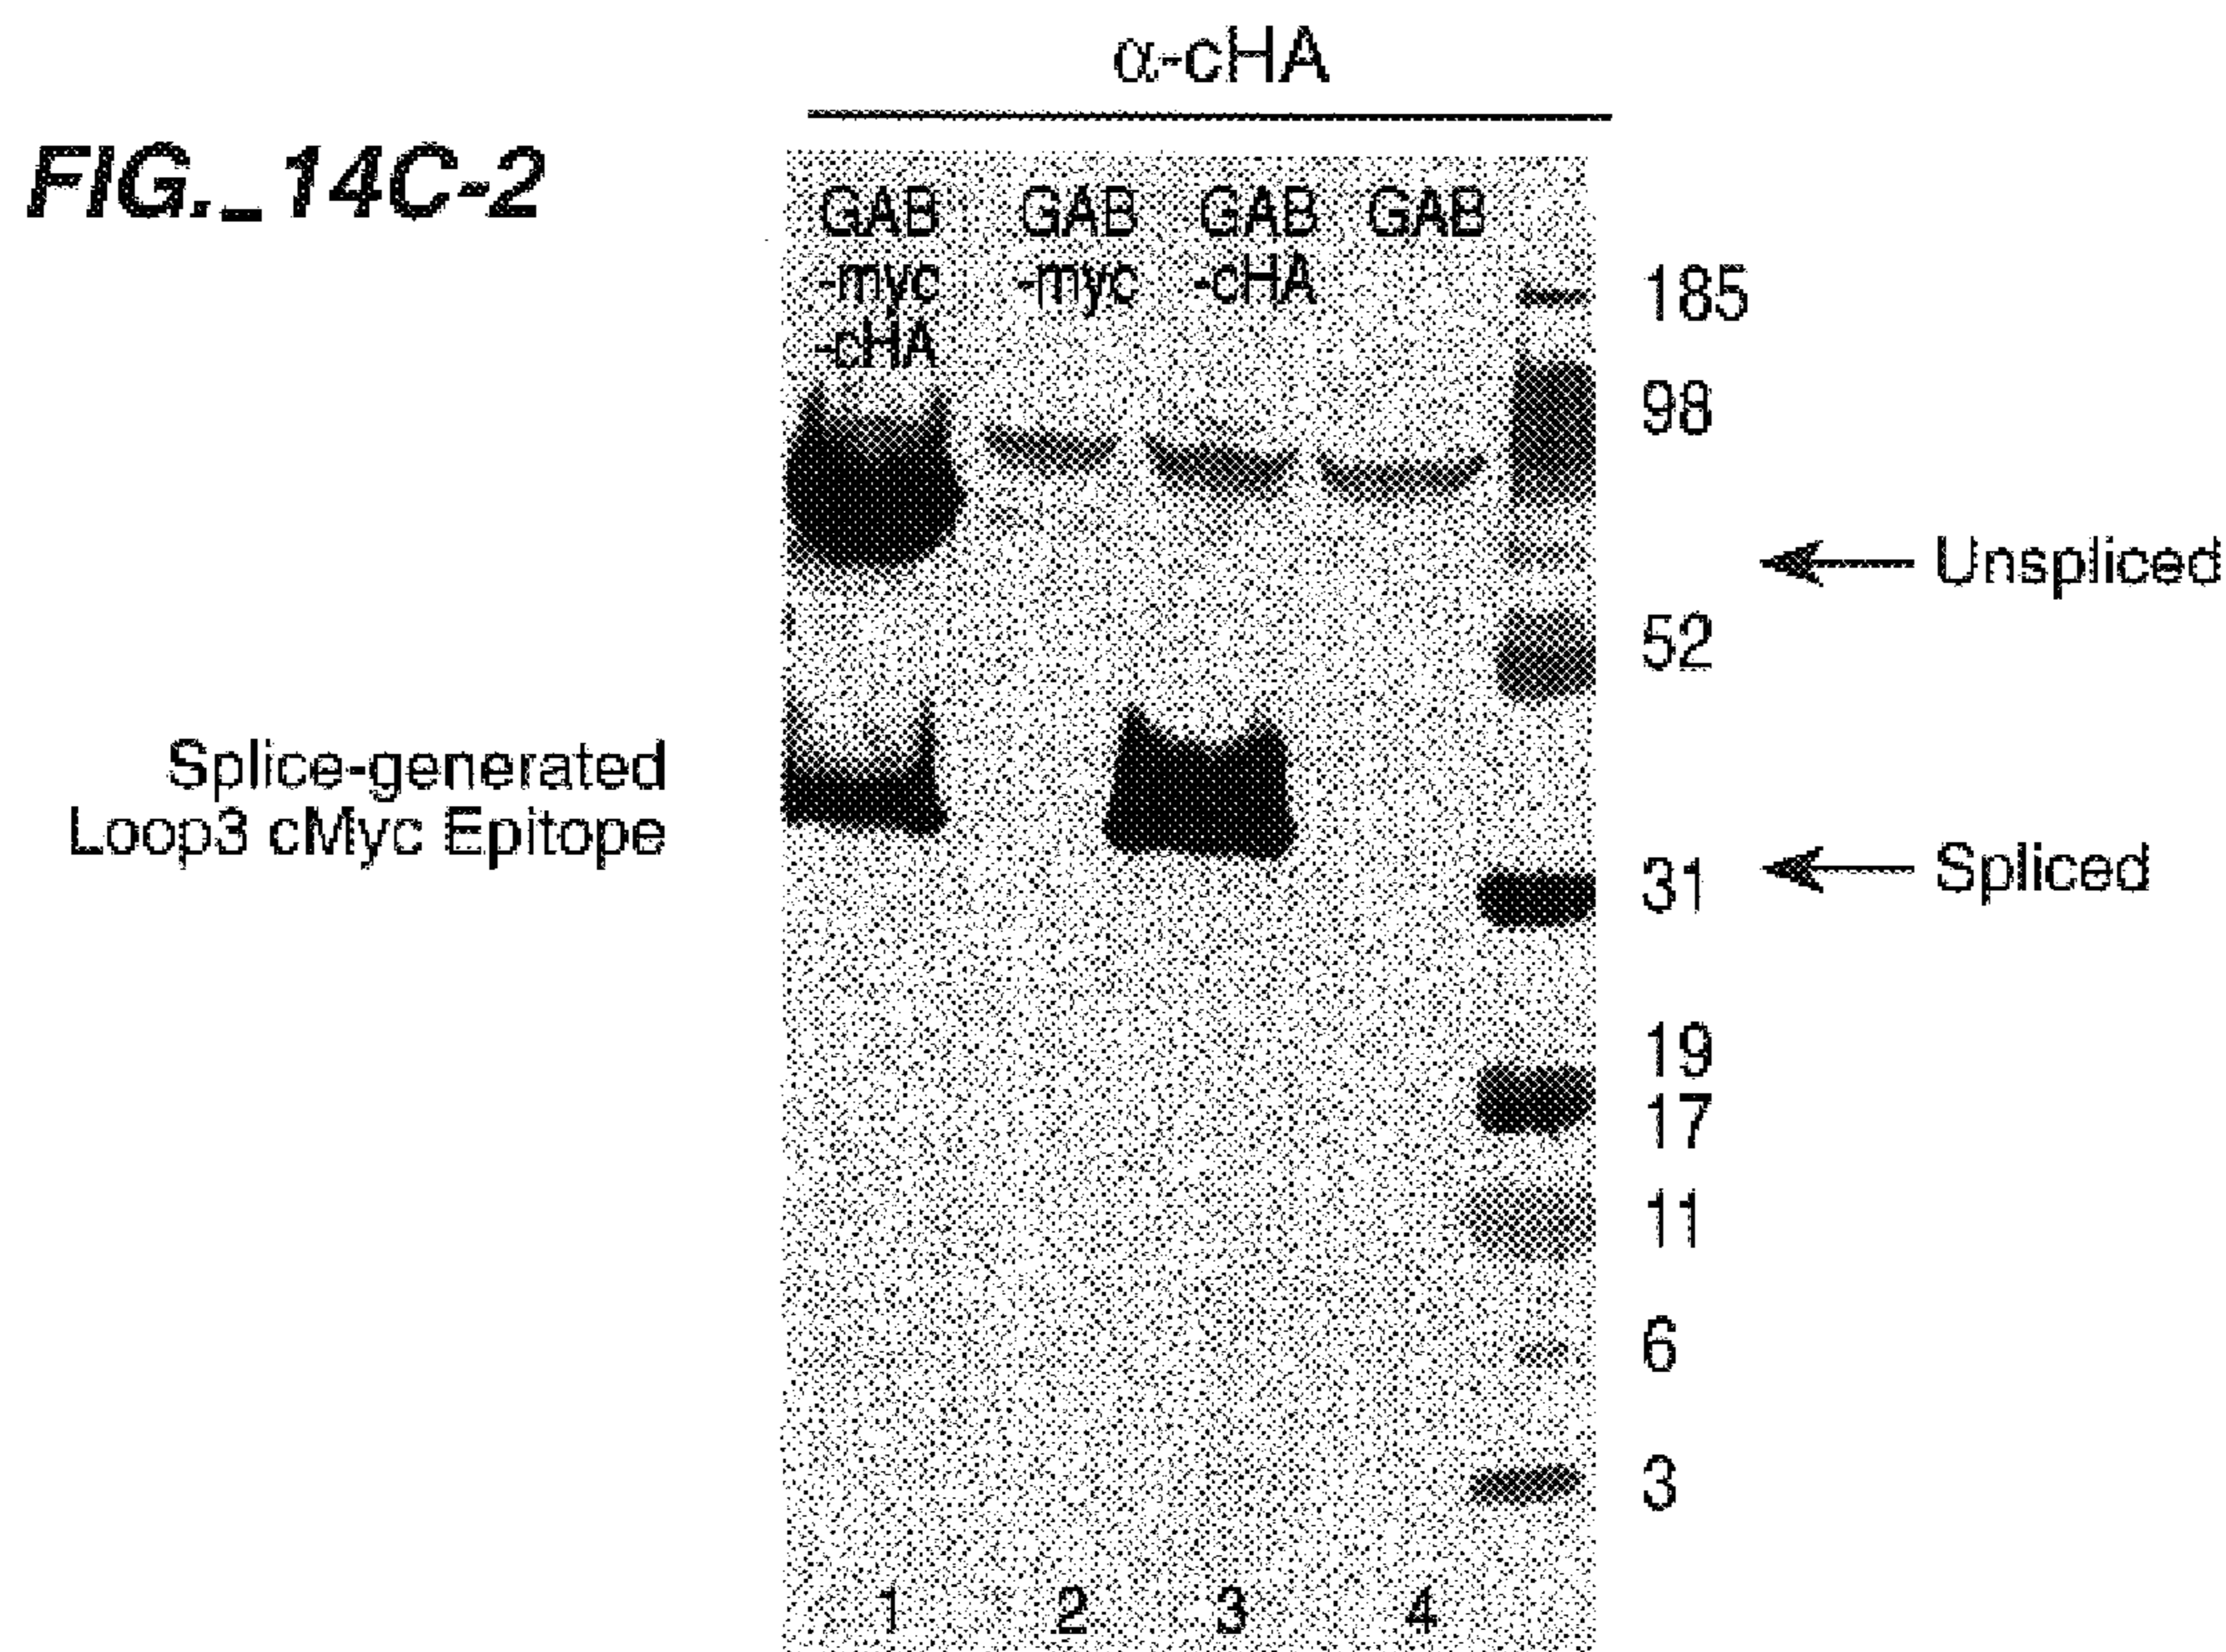 α-cHA
FIG._14C-2
GAB
-myc
-cHA
GAB
-myc
GAB
-cHA
GAB
185
98
Unspliced
52
Splice-generated
Loop3 cMyc Epitope
31
Spliced
19
17
11
6
3
1 2 3 4